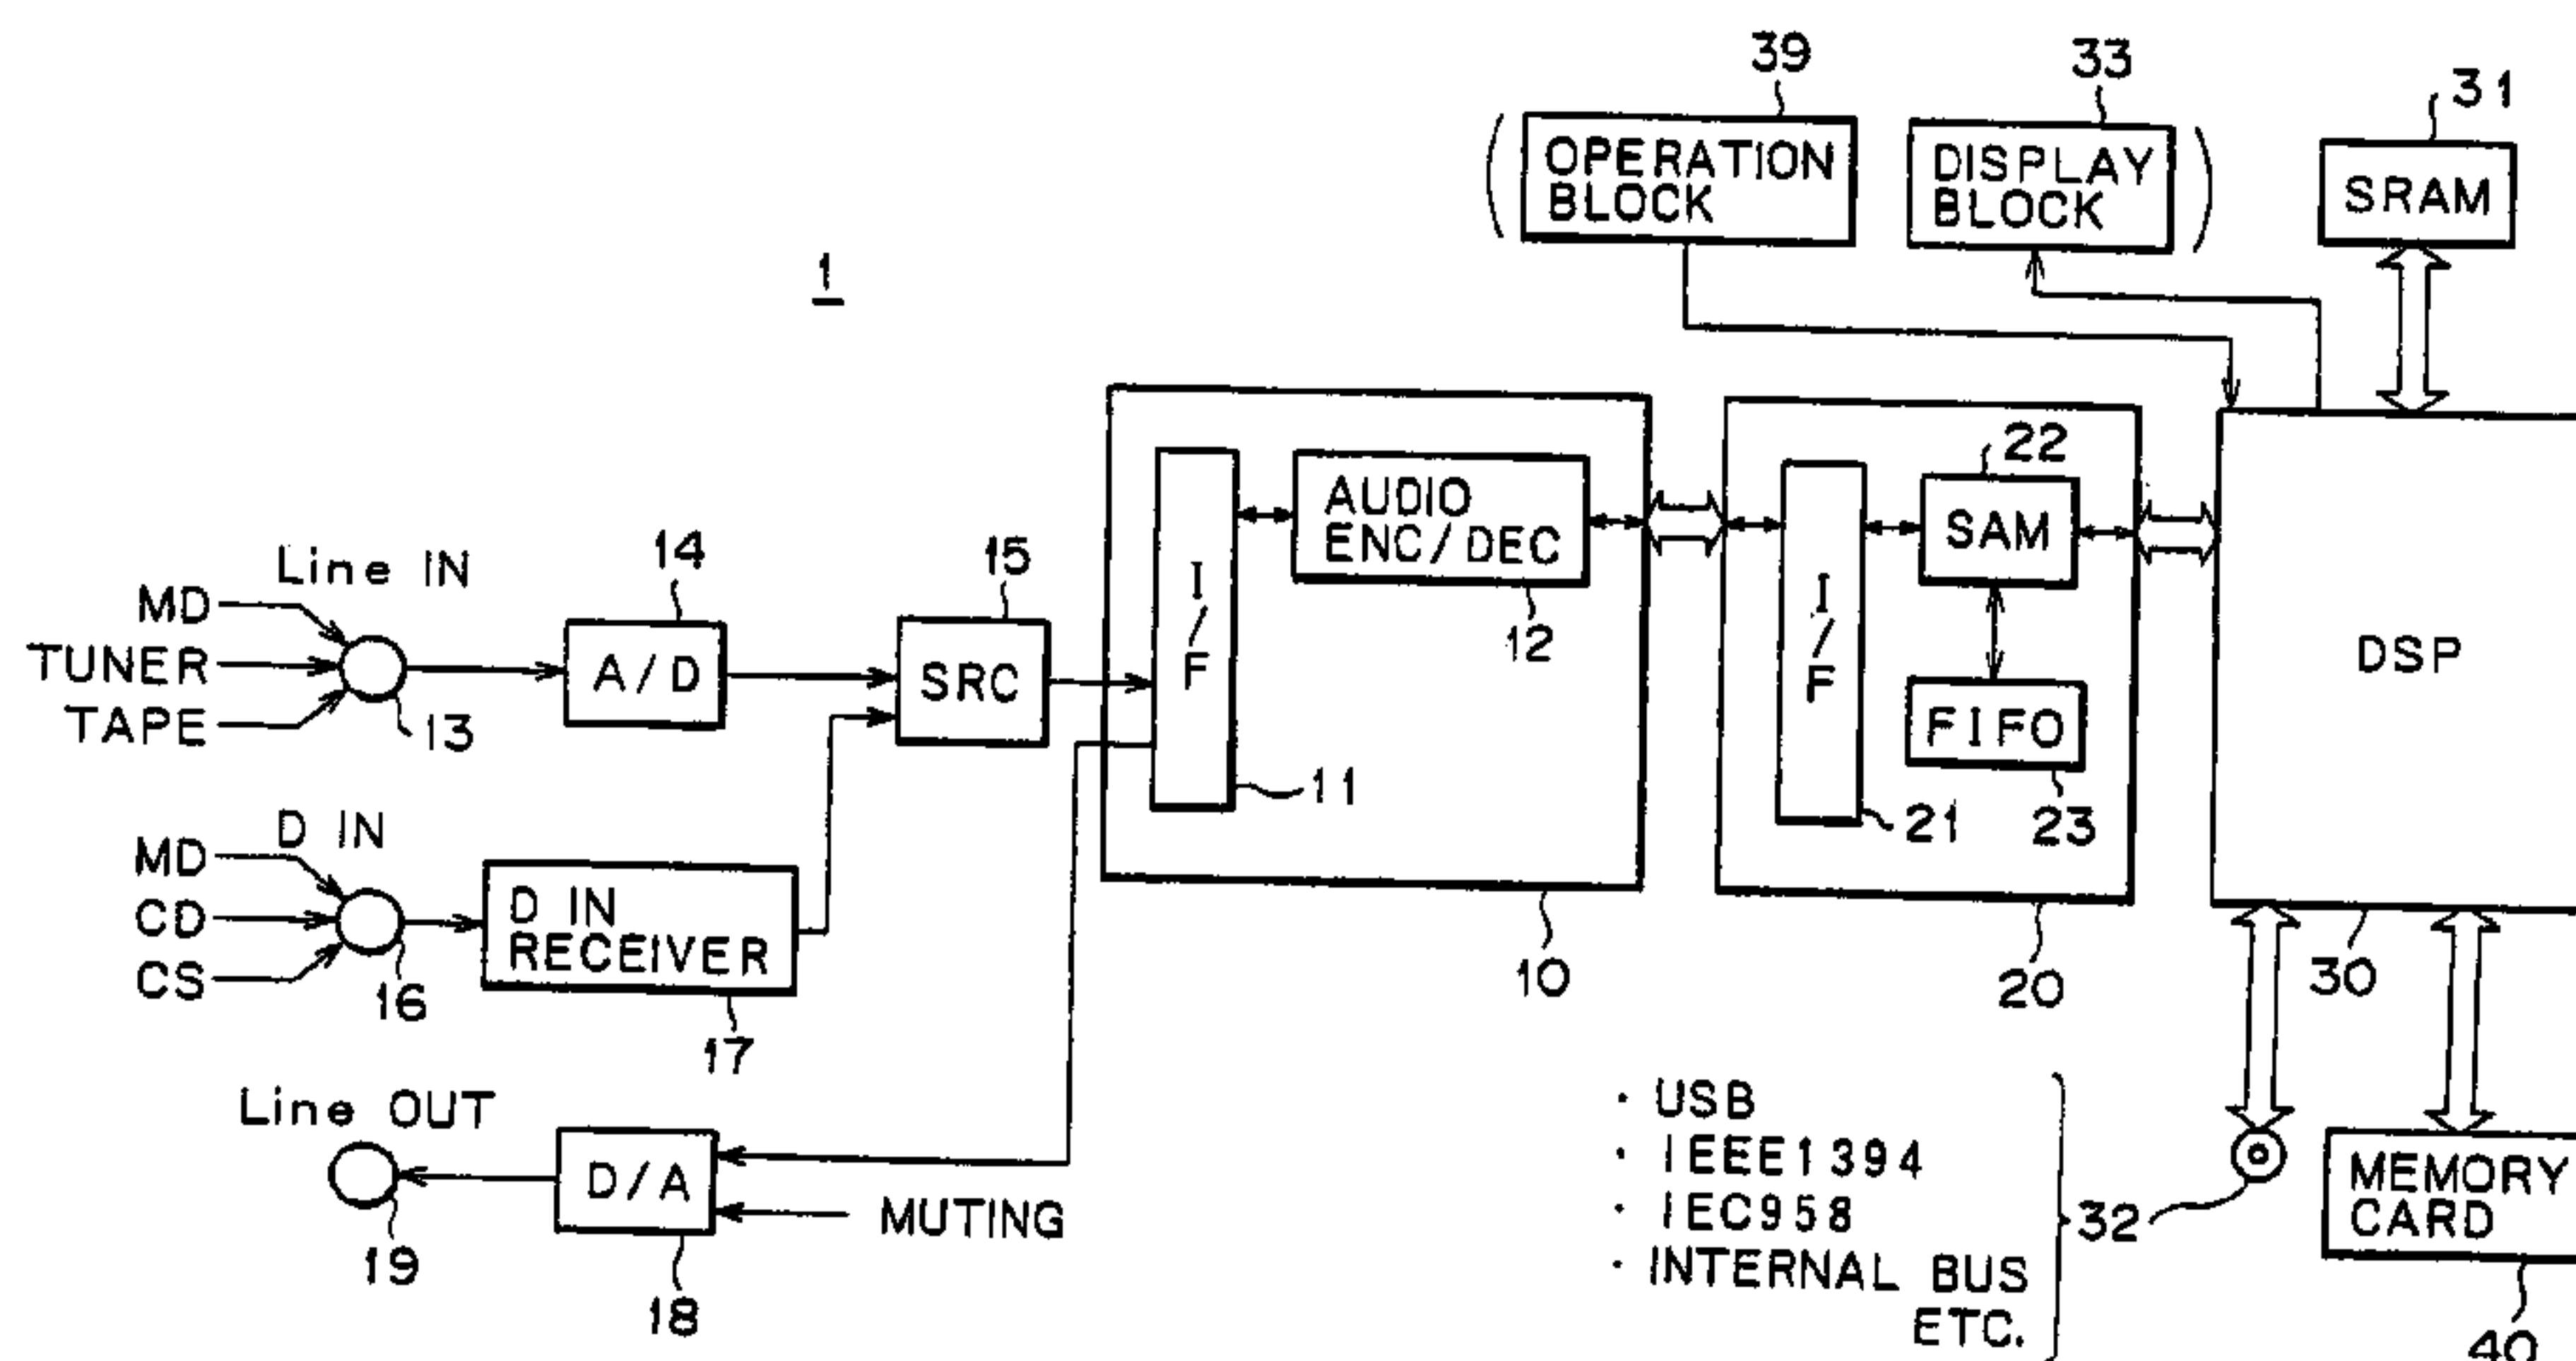 39
33
31
OPERATION
BLOCK
DISPLAY
BLOCK
SRAM
1
22
AUDIO
ENC/DEC
SAM
I/F
12
I/F
FIFO
11
21
23
10
20
DSP
30
Line IN
MD
TUNER
TAPE
13
14
A/D
15
SRC
D IN
MD
CD
CS
16
D IN
RECEIVER
17
Line OUT
19
D/A
18
MUTING
· USB
· IEEE1394
· IEC958
· INTERNAL BUS
ETC.
32
MEMORY
CARD
40